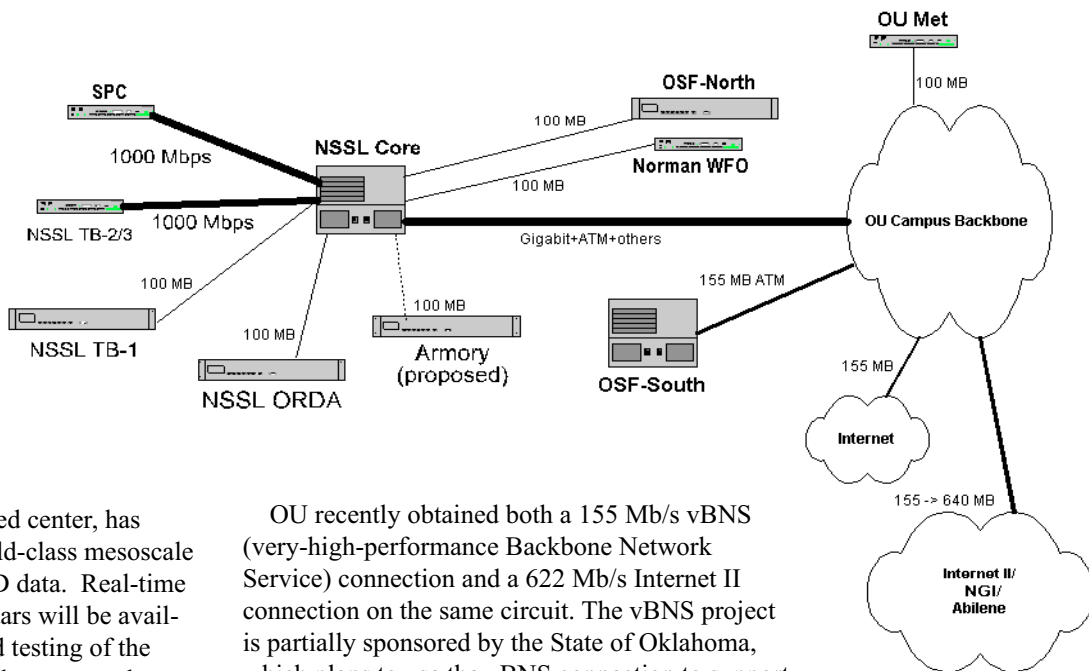 OU Met
100 MB
SPC
OSF-North
100 MB
1000 Mbps
NSSL Core
Norman WFO
100 MB
NSSL TB-2/3
1000 Mbps
Gigabit+ATM+others
OU Campus Backbone
155 MB ATM
100 MB
NSSL TB-1
100 MB
NSSL ORDA
100 MB
Armory
(proposed)
OSF-South
155 MB
Internet
155 -> 640 MB
Internet II/
NGI/
Abilene
ed center, has
ld-class mesoscale
D data. Real-time
ars will be avail-
d testing of the
OU recently obtained both a 155 Mb/s vBNS
(very-high-performance Backbone Network
Service) connection and a 622 Mb/s Internet II
connection on the same circuit. The vBNS project
is partially sponsored by the State of Oklahoma,